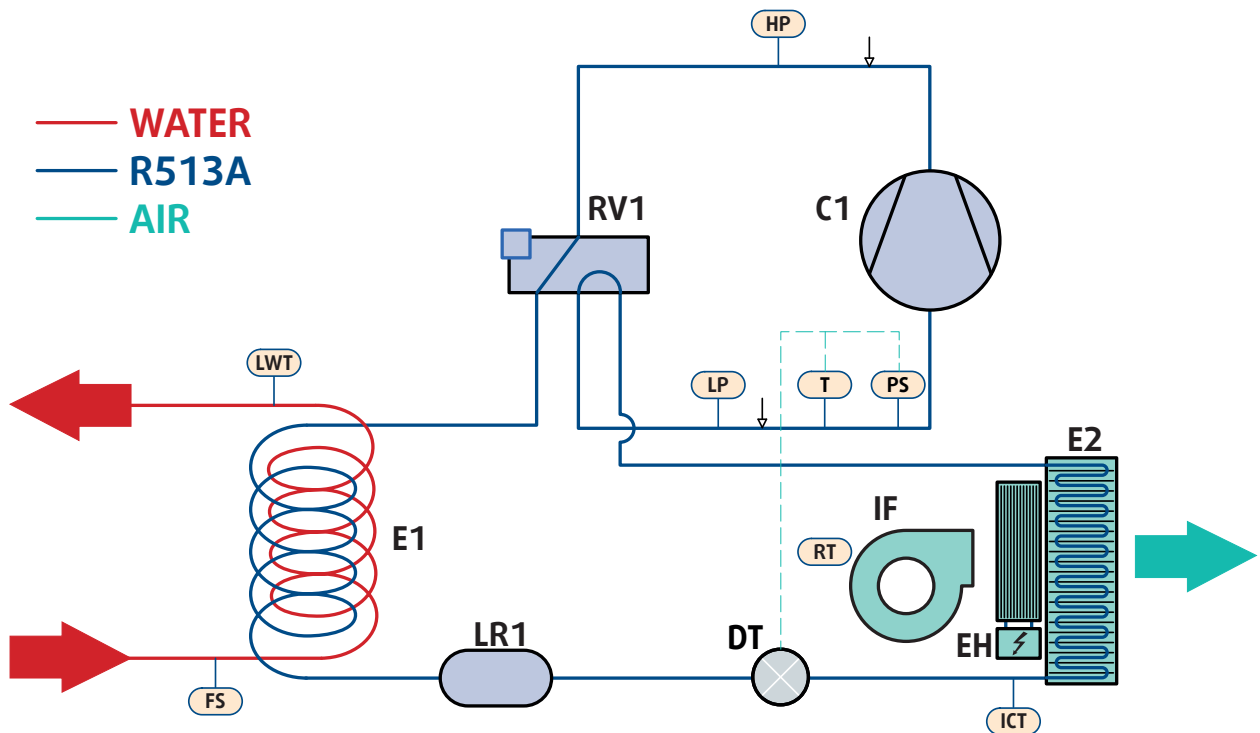 HP
WATER
R513A
AIR
RV1
C1
LWT
LP
T
PS
E2
IF
E1
RT
LR1
DT
EH
FS
ICT